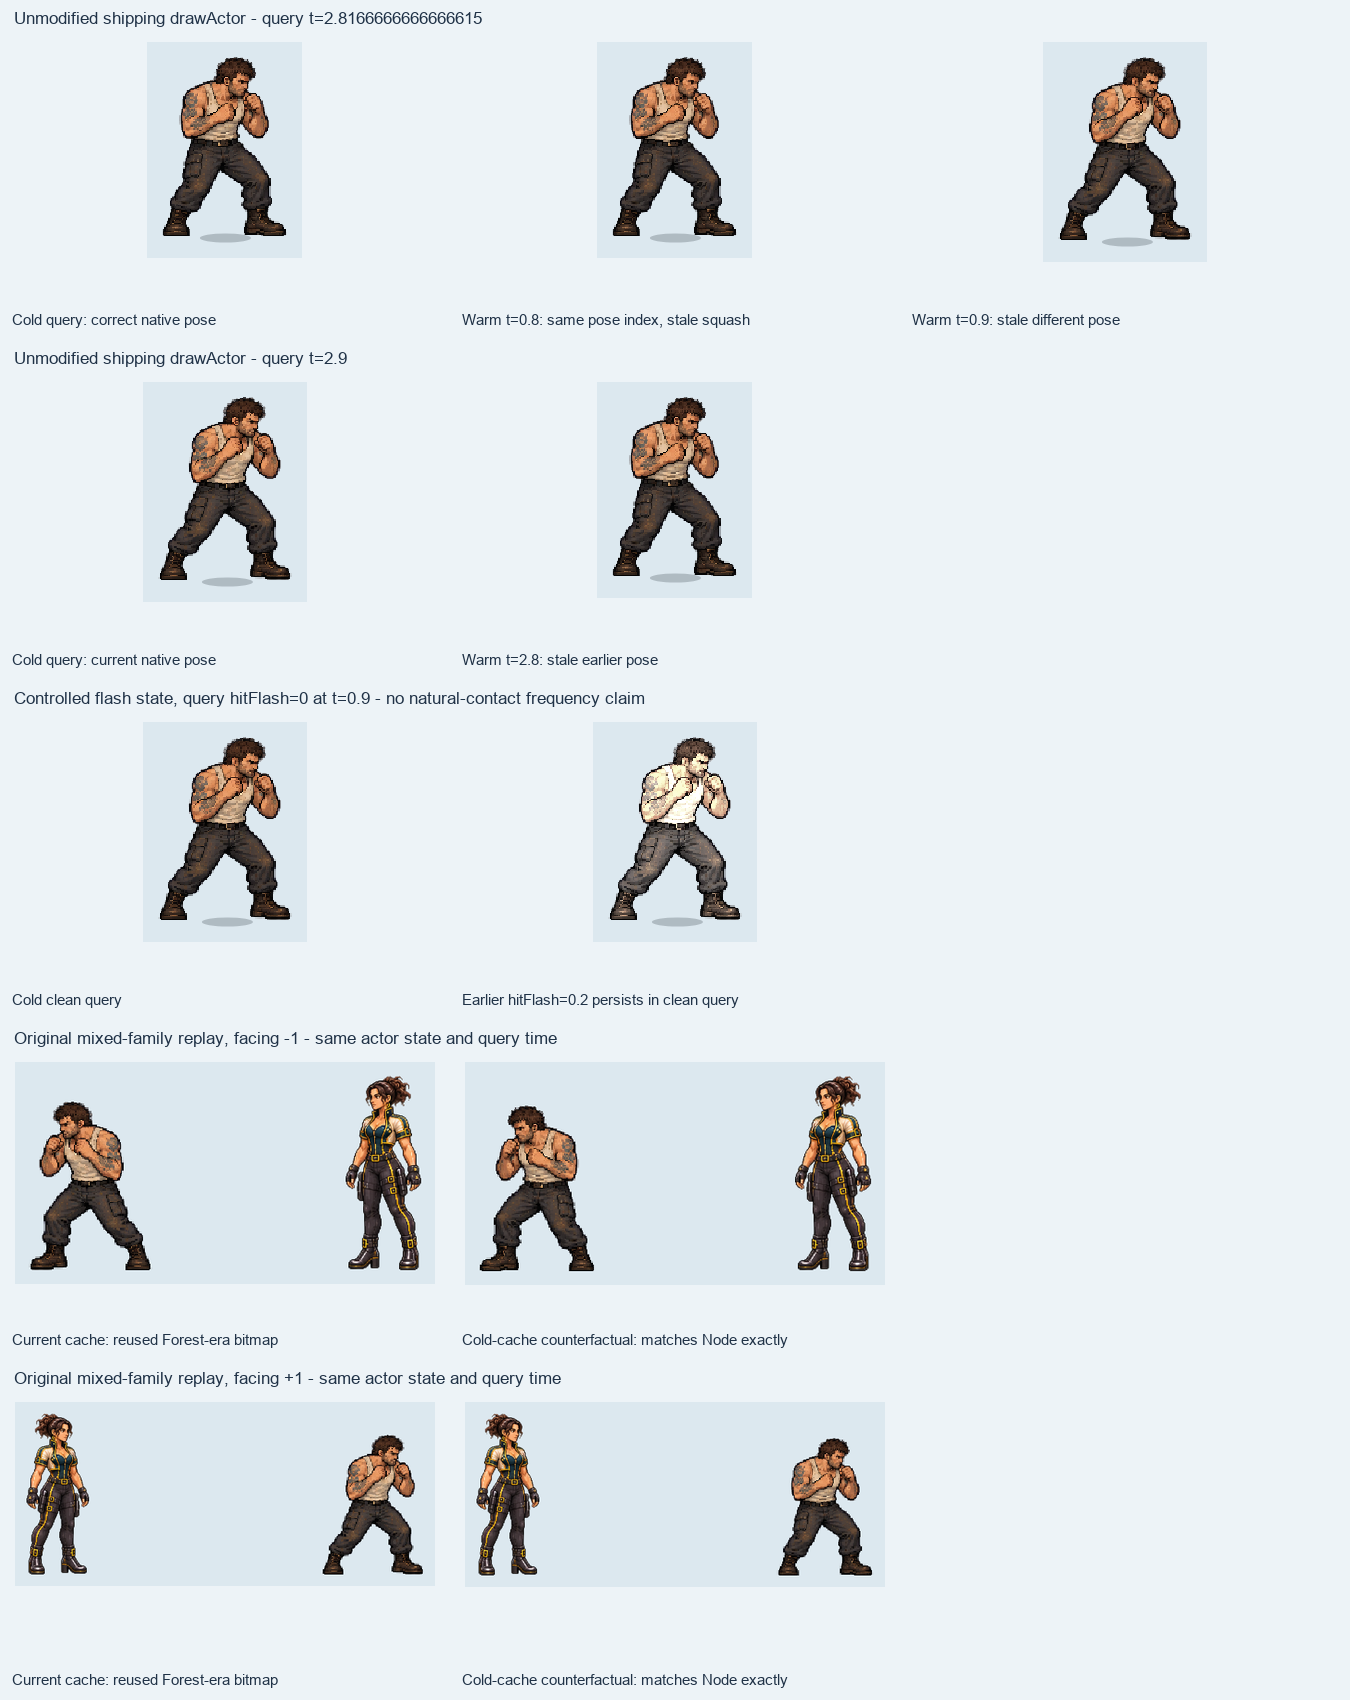 Unmodified shipping drawActor - query t=2.8166666666666615
Cold query: correct native pose
Warm t=0.8: same pose index, stale squash
Warm t=0.9: stale different pose
Unmodified shipping drawActor - query t=2.9
Cold query: current native pose
Warm t=2.8: stale earlier pose
Controlled flash state, query hitFlash=0 at t=0.9 - no natural-contact frequency claim
Cold clean query
Earlier hitFlash=0.2 persists in clean query
Original mixed-family replay, facing -1 - same actor state and query time
Current cache: reused Forest-era bitmap
Cold-cache counterfactual: matches Node exactly
Original mixed-family replay, facing +1 - same actor state and query time
Current cache: reused Forest-era bitmap
Cold-cache counterfactual: matches Node exactly